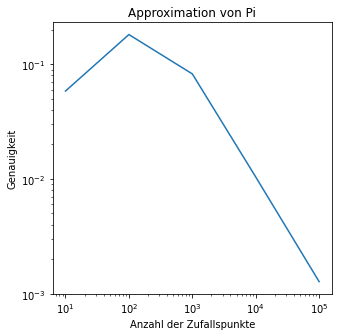 Approximation von Pi
Genauigkeit
10⁻¹
10⁻²
10⁻³
10¹ 10² 10³ 10⁴ 10⁵
Anzahl der Zufallspunkte